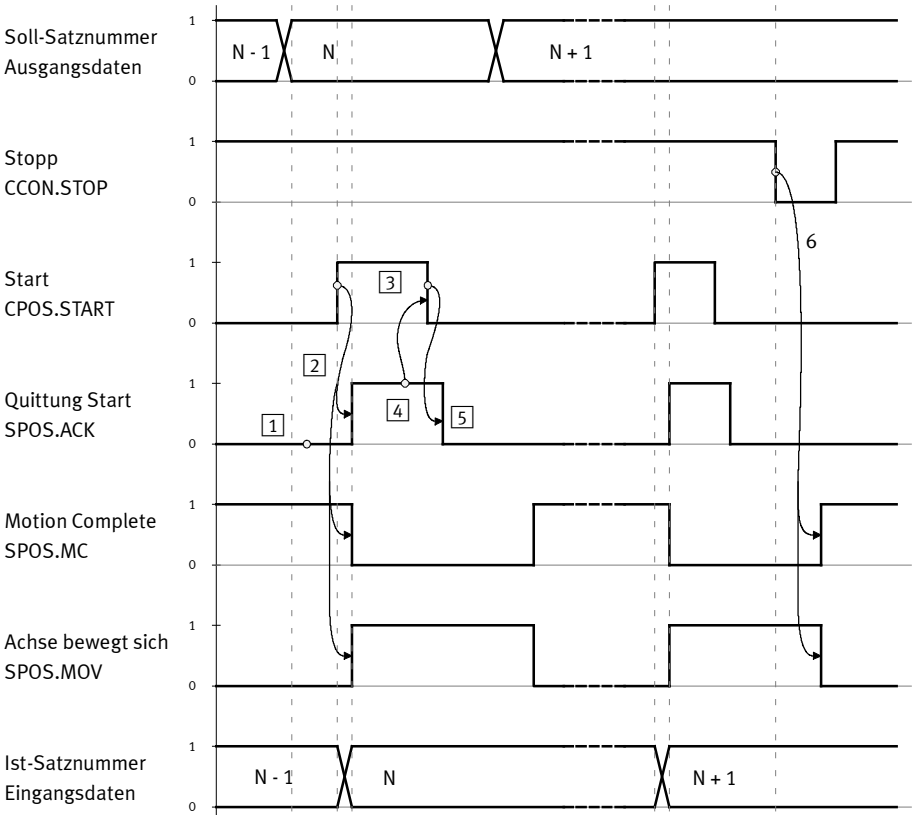 Soll-Satznummer
Ausgangsdaten
1
0
N - 1
N
N + 1
Stopp
CCON.STOP
1
0
6
Start
CPOS.START
1
0
3
2
Quittung Start
SPOS.ACK
1
0
1
4
5
Motion Complete
SPOS.MC
1
0
Achse bewegt sich
SPOS.MOV
1
0
Ist-Satznummer
Eingangsdaten
1
0
N - 1
N
N + 1